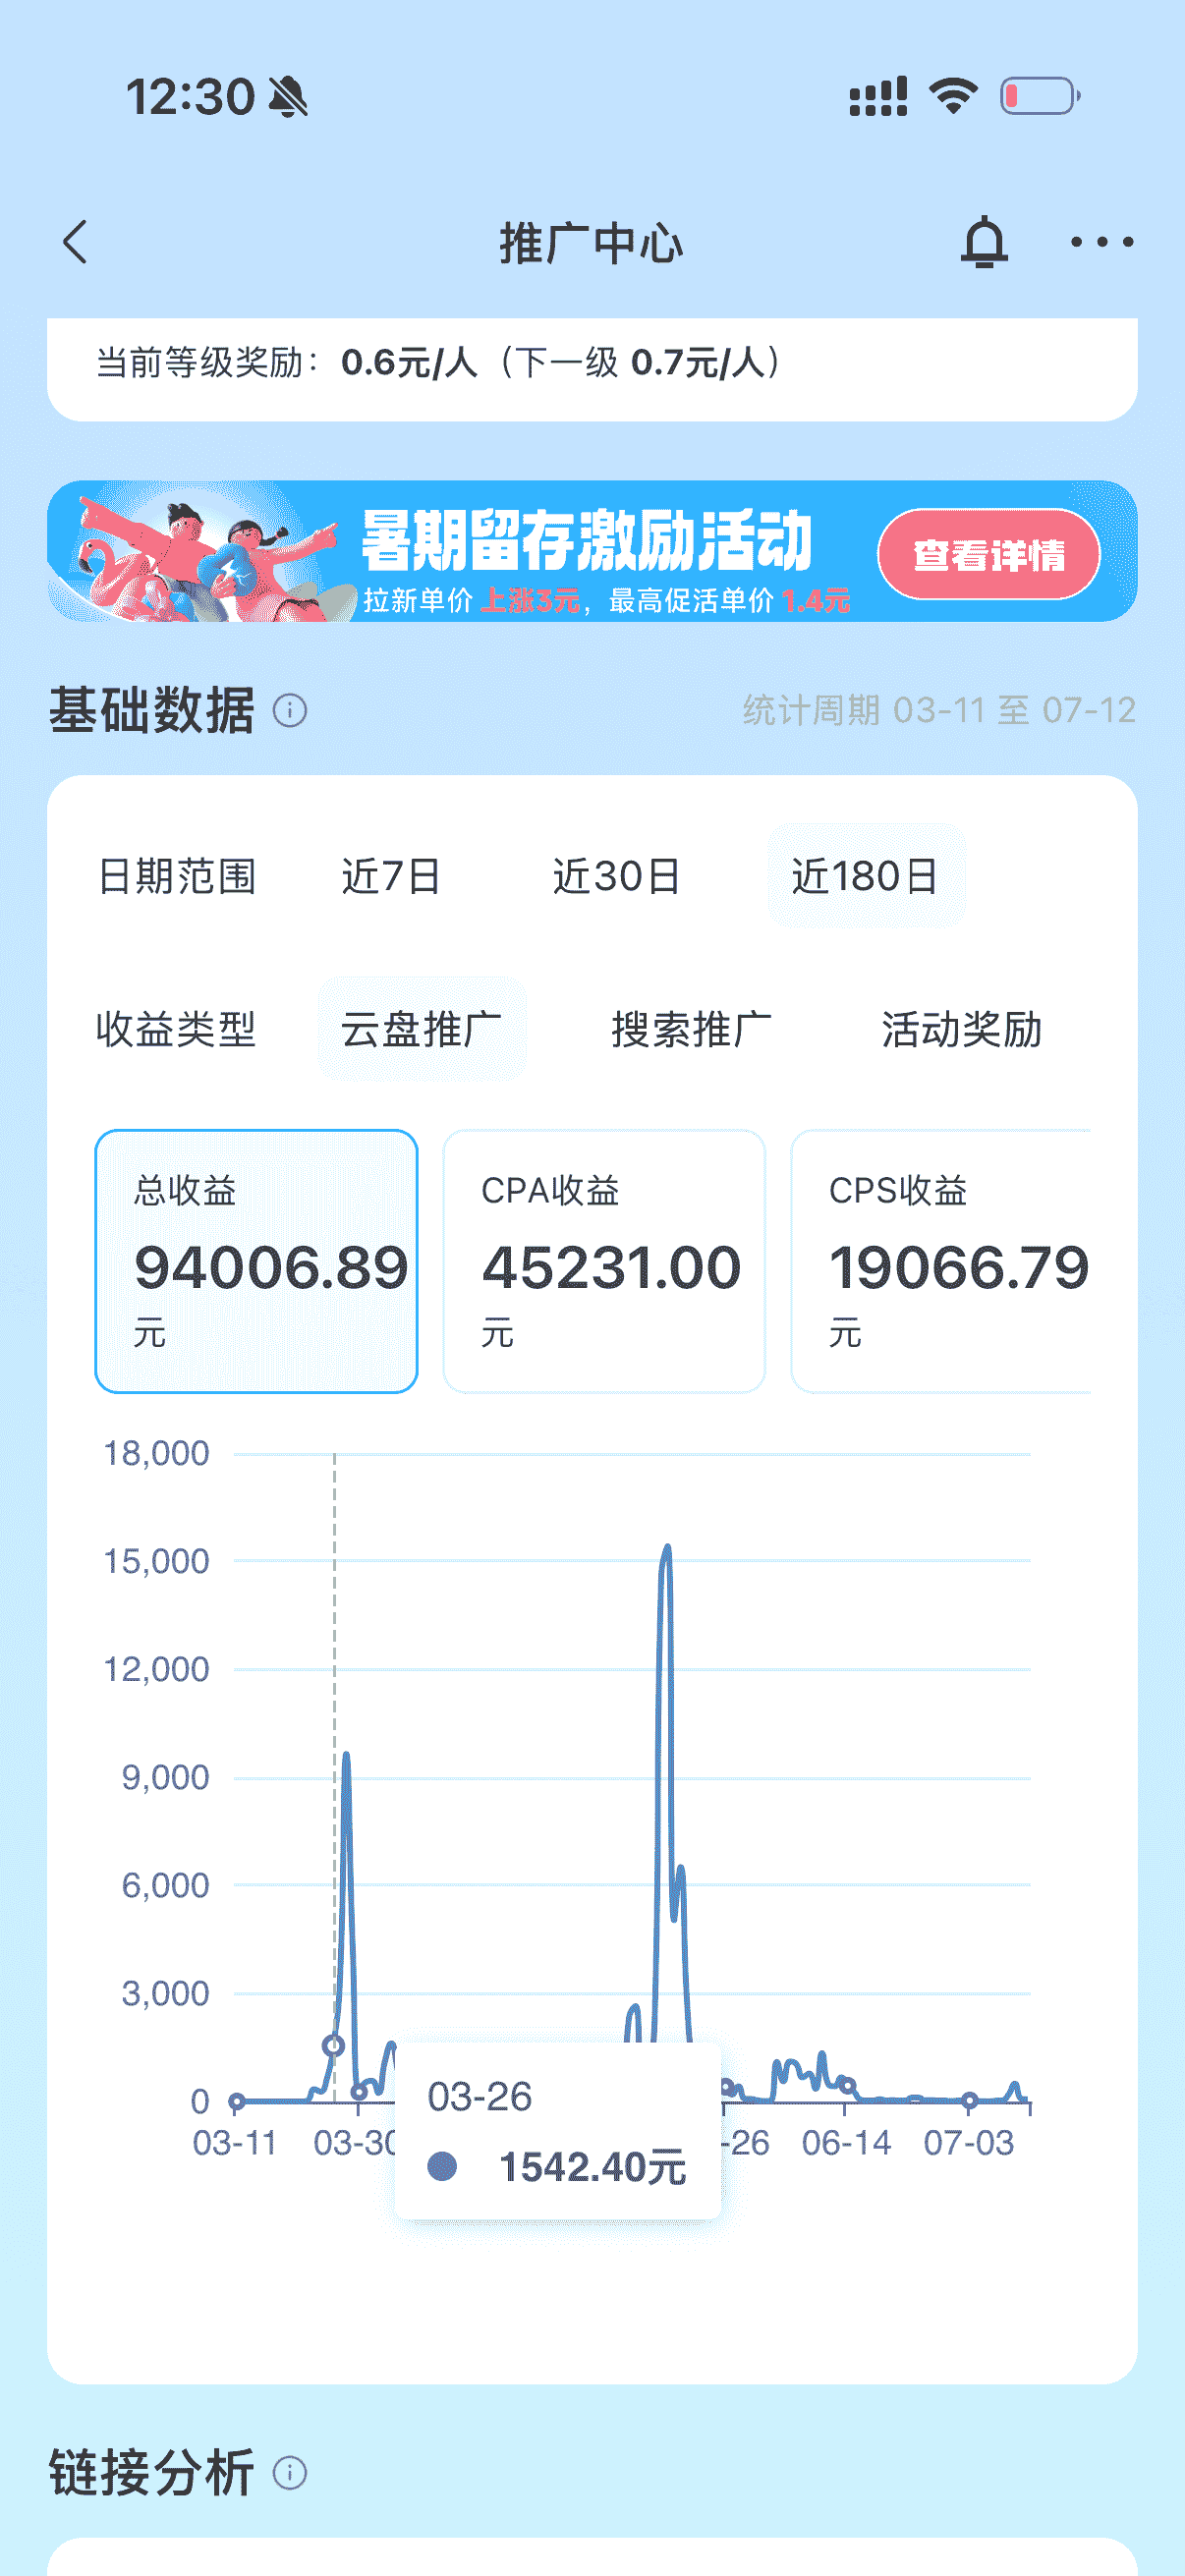 12:30
推广中心
当前等级奖励：0.6元/人（下一级 0.7元/人）
暑期留存激励活动
拉新单价 上涨3元，最高促活单价 1.4元
查看详情
基础数据
统计周期 03-11 至 07-12
日期范围 近7日 近30日 近180日
收益类型 云盘推广 搜索推广 活动奖励
总收益 CPA收益 CPS收益
94006.89 45231.00 19066.79
元 元 元
18,000
15,000
12,000
9,000
6,000
3,000
0
03-11 03-30 -26 06-14 07-03
03-26
1542.40元
链接分析